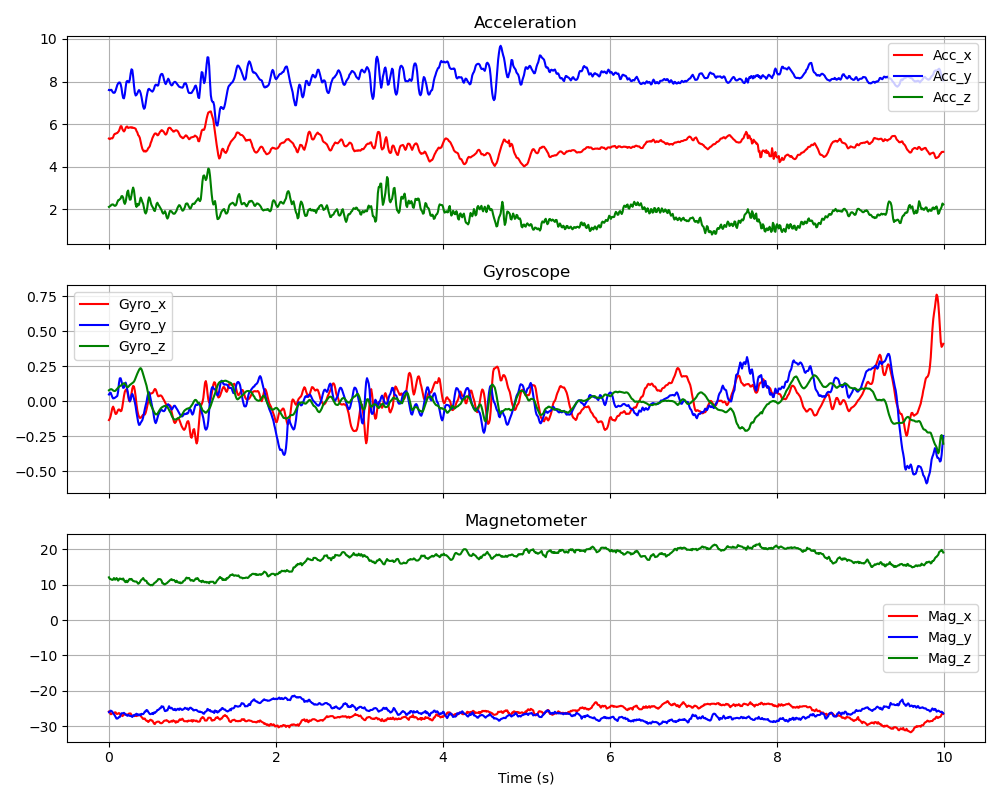 Acceleration
10
8
6
4
2
Acc_x
Acc_y
Acc_z
Gyroscope
0.75
0.50
0.25
0.00
−0.25
−0.50
Gyro_x
Gyro_y
Gyro_z
Magnetometer
20
10
0
−10
−20
−30
Mag_x
Mag_y
Mag_z
0 2 4 6 8 10
Time (s)